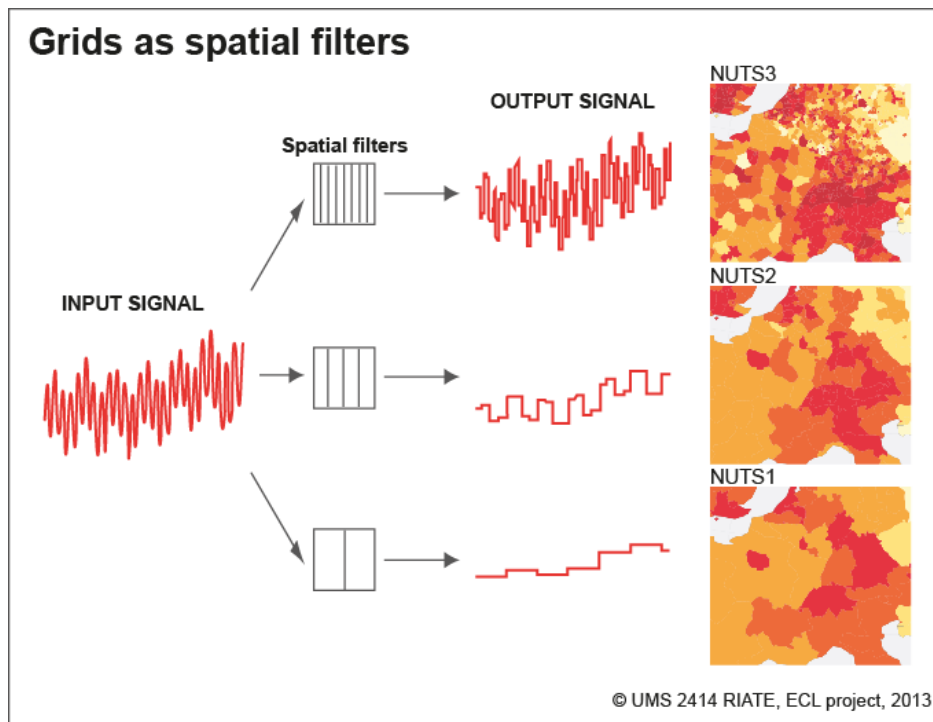 Grids as spatial filters
NUTS3
OUTPUT SIGNAL
Spatial filters
INPUT SIGNAL
NUTS2
NUTS1
© UMS 2414 RIATE, ECL project, 2013